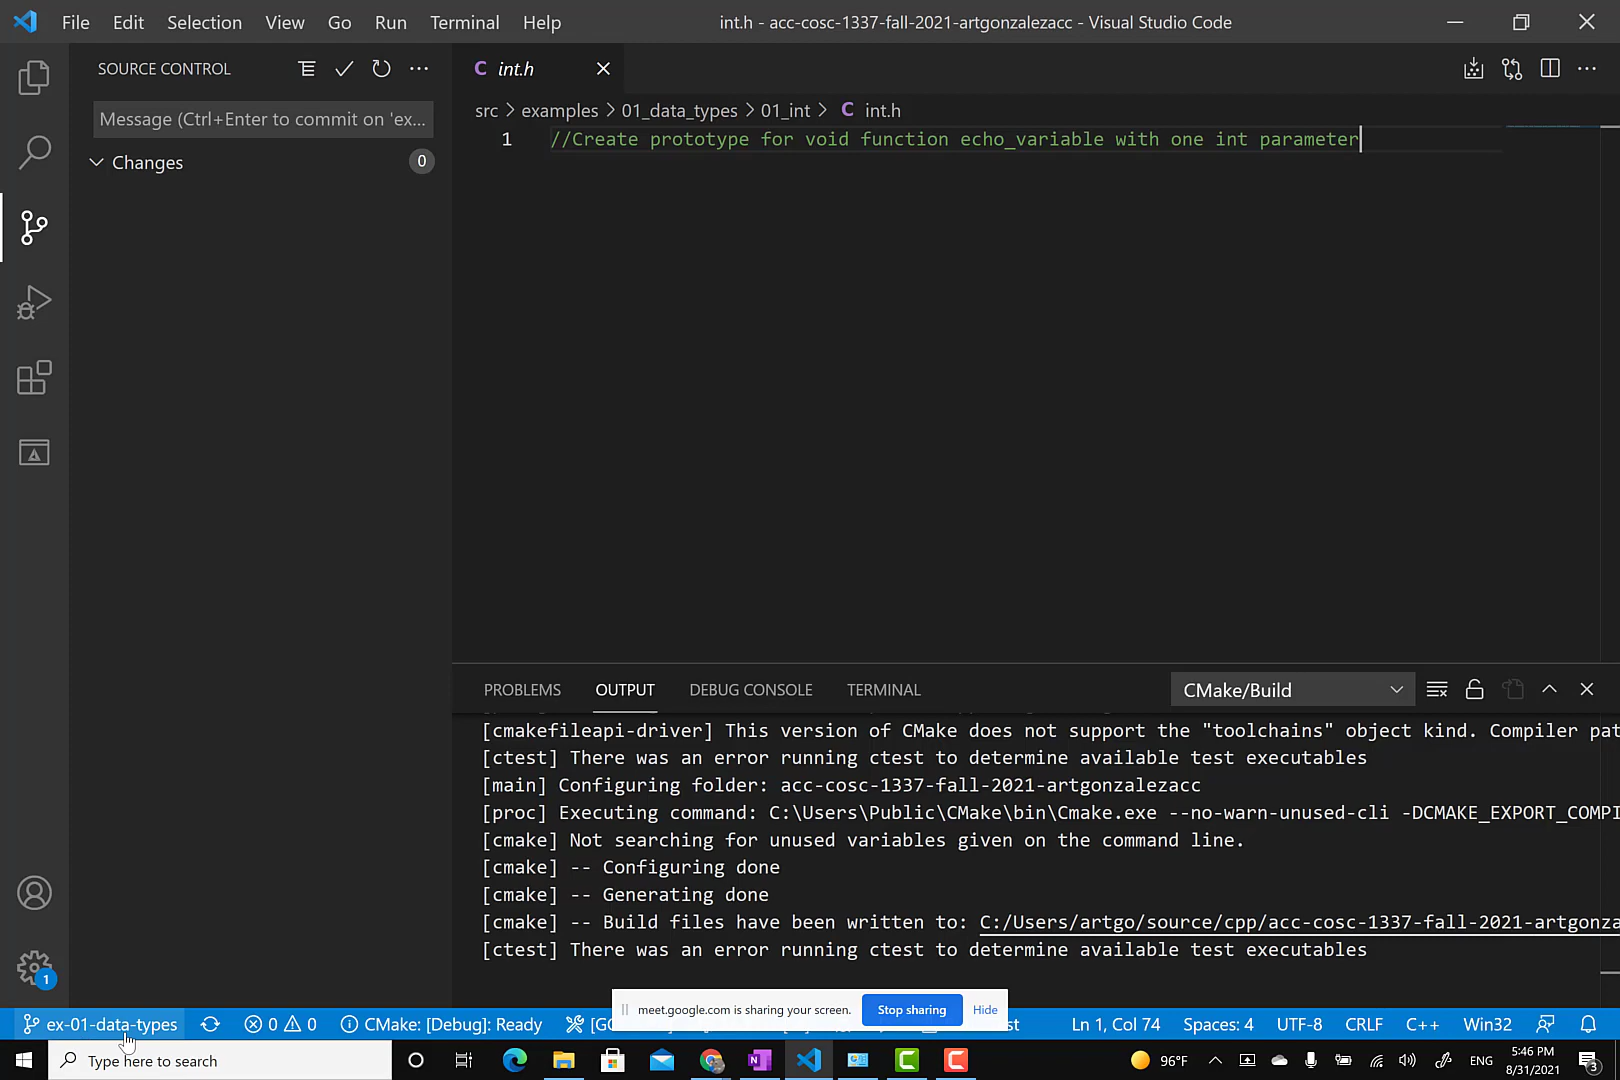 File Edit Selection View Go Run Terminal Help
int.h - acc-cosc-1337-fall-2021-artgonzalezacc - Visual Studio Code
SOURCE CONTROL
Message (Ctrl+Enter to commit on 'ex...
Changes
0
C int.h
src > examples > 01_data_types > 01_int > C int.h
1 //Create prototype for void function echo_variable with one int parameter
PROBLEMS OUTPUT DEBUG CONSOLE TERMINAL
CMake/Build
[cmakefileapi-driver] This version of CMake does not support the "toolchains" object kind. Compiler pat
[ctest] There was an error running ctest to determine available test executables
[main] Configuring folder: acc-cosc-1337-fall-2021-artgonzalezacc
[proc] Executing command: C:\Users\Public\CMake\bin\Cmake.exe --no-warn-unused-cli -DCMAKE_EXPORT_COMPI
[cmake] Not searching for unused variables given on the command line.
[cmake] -- Configuring done
[cmake] -- Generating done
[cmake] -- Build files have been written to: C:/Users/artgo/source/cpp/acc-cosc-1337-fall-2021-artgonza
[ctest] There was an error running ctest to determine available test executables
1
meet.google.com is sharing your screen. Stop sharing Hide
ex-01-data-types 0 0 CMake: [Debug]: Ready [GC st Ln 1, Col 74 Spaces: 4 UTF-8 CRLF C++ Win32
Type here to search
96°F
ENG
5:46 PM
8/31/2021
3